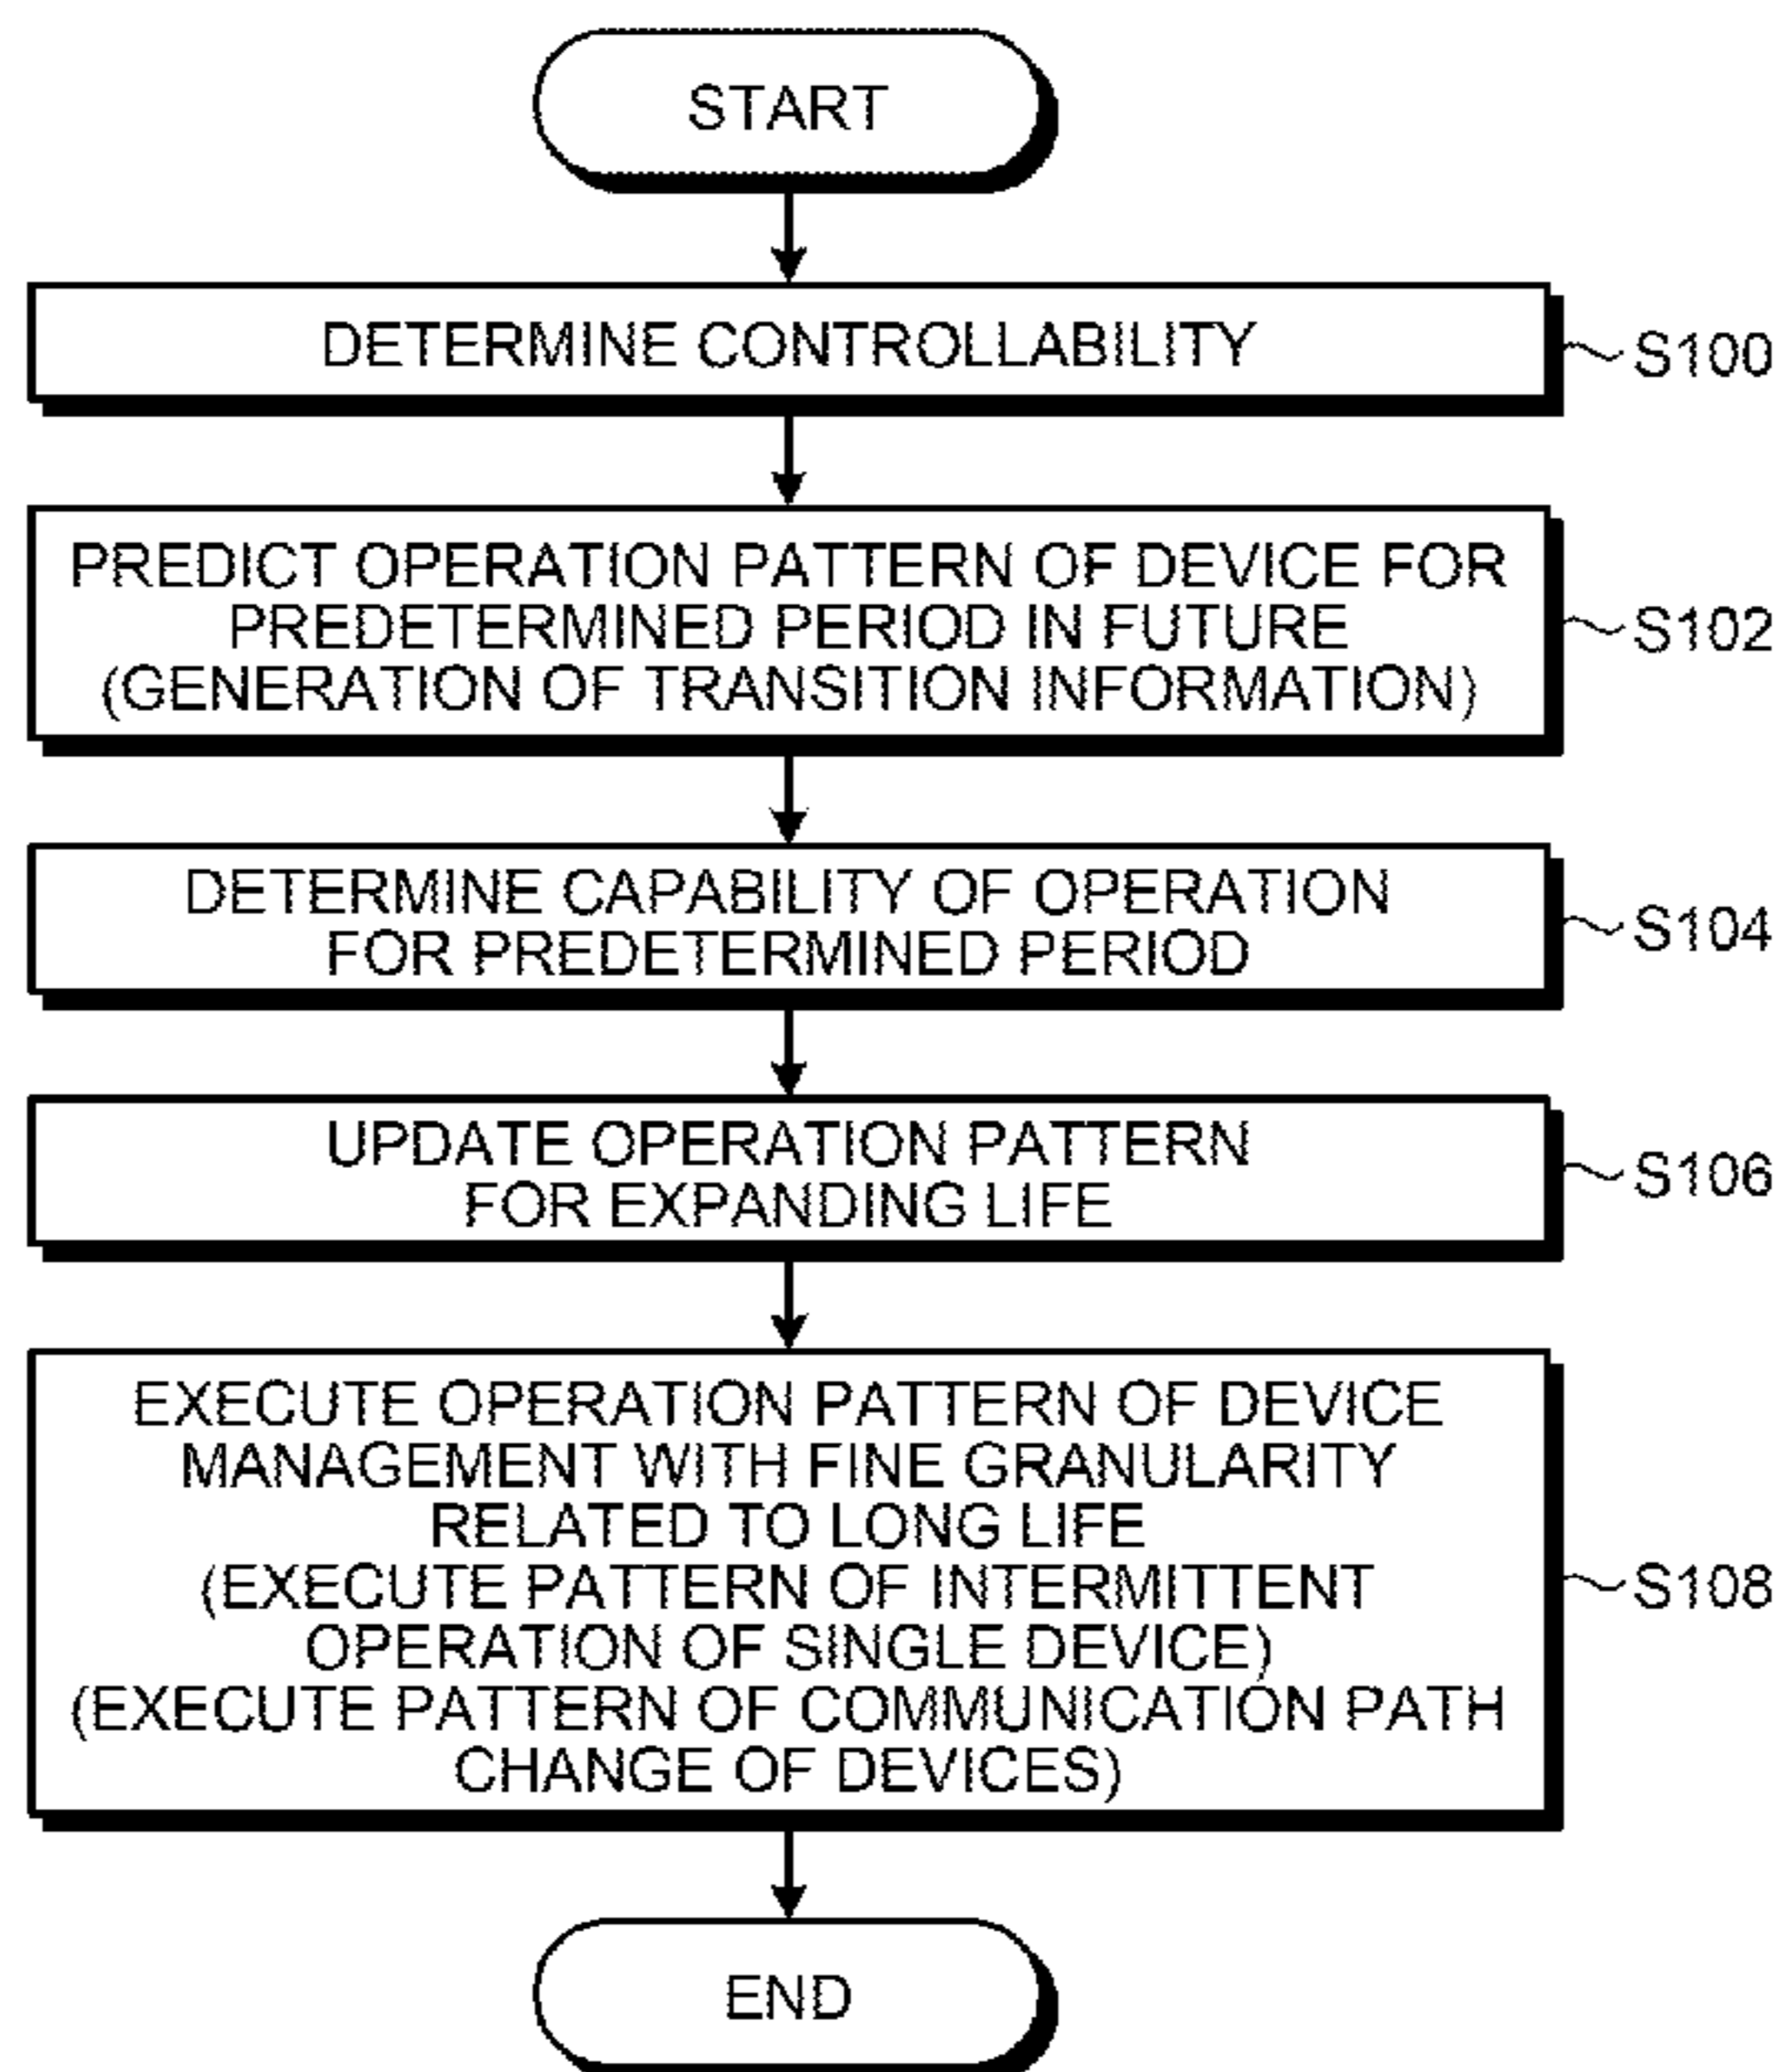 START
DETERMINE CONTROLLABILITY
S100
PREDICT OPERATION PATTERN OF DEVICE FOR
PREDETERMINED PERIOD IN FUTURE
(GENERATION OF TRANSITION INFORMATION)
S102
DETERMINE CAPABILITY OF OPERATION
FOR PREDETERMINED PERIOD
S104
UPDATE OPERATION PATTERN
FOR EXPANDING LIFE
S106
EXECUTE OPERATION PATTERN OF DEVICE
MANAGEMENT WITH FINE GRANULARITY
RELATED TO LONG LIFE
(EXECUTE PATTERN OF INTERMITTENT
OPERATION OF SINGLE DEVICE)
(EXECUTE PATTERN OF COMMUNICATION PATH
CHANGE OF DEVICES)
S108
END